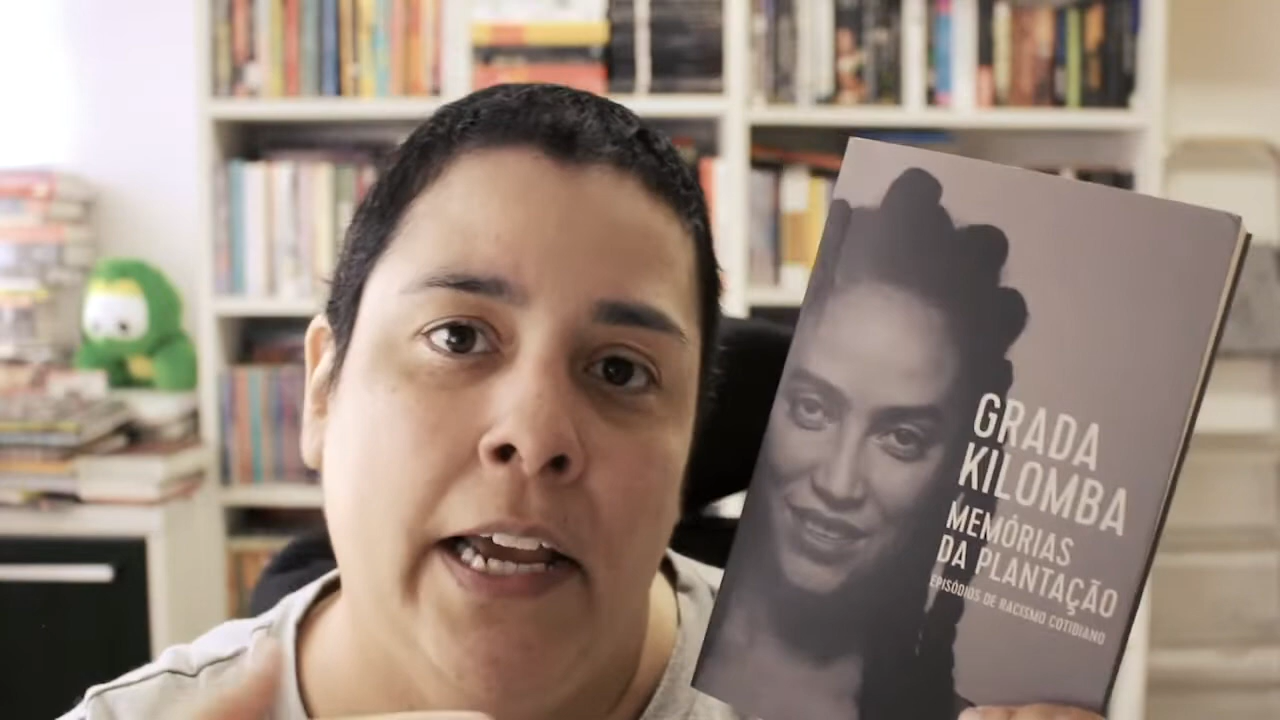 GRADA
KILOMBA
MEMÓRIAS
DA PLANTAÇÃO
EPISÓDIOS DE RACISMO COTIDIANO